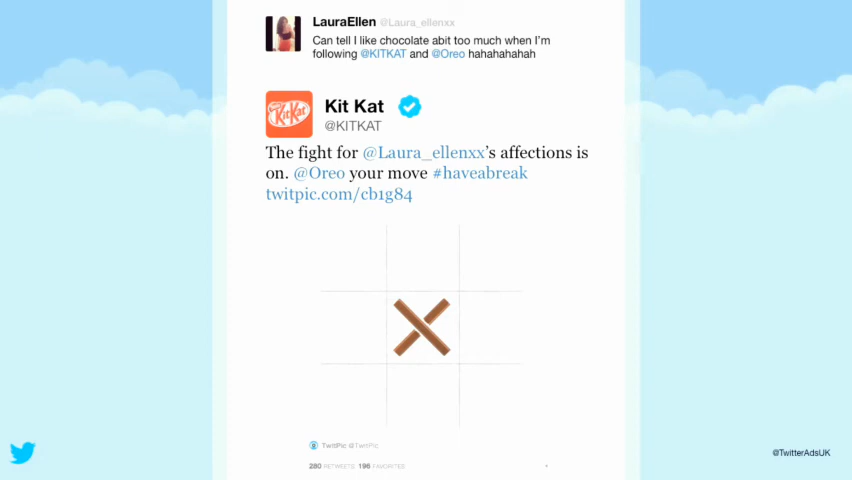 LauraEllen @Laura_ellenxx
Can tell I like chocolate abit too much when I'm
following @KITKAT and @Oreo hahahahahah
KitKat
Kit Kat
@KITKAT
The fight for @Laura_ellenxx's affections is
on. @Oreo your move #haveabreak
twitpic.com/cb1g84
TwitPic @TwitPic
@TwitterAdsUK
280 RETWEETS 196 FAVORITES